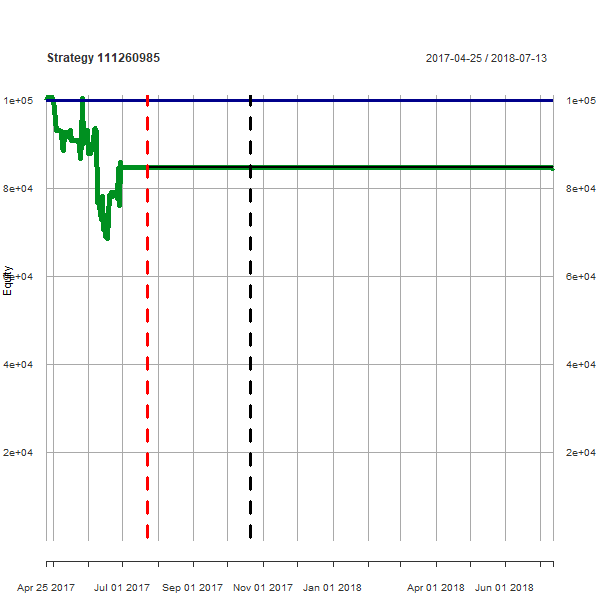 Strategy 111260985
2017-04-25 / 2018-07-13
1e+05
1e+05
8e+04
8e+04
6e+04
6e+04
Equity
4e+04
4e+04
2e+04
2e+04
Apr 25 2017
Jul 01 2017
Sep 01 2017
Nov 01 2017
Jan 01 2018
Apr 01 2018
Jun 01 2018